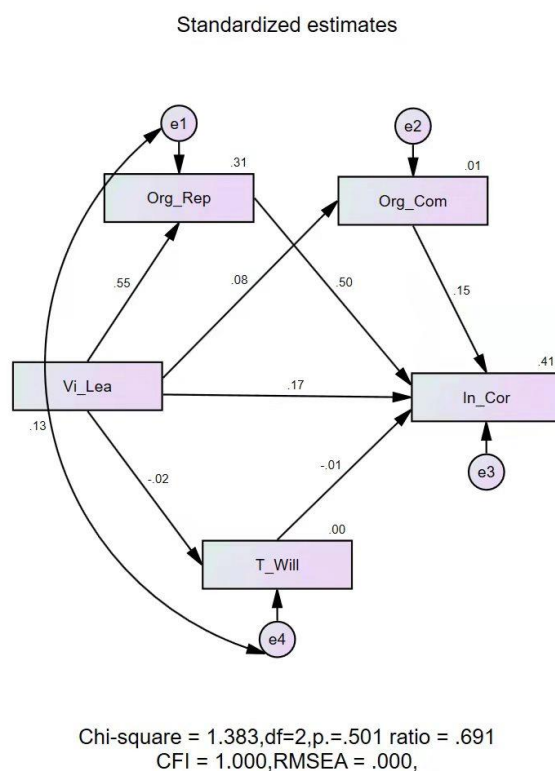 Standardized estimates
e1
e2
.31
.01
Org_Rep
Org_Com
.55
.08
.50
.15
.41
Vi_Lea
.17
In_Cor
.13
-.02
-.01
e3
.00
T_Will
e4
Chi-square = 1.383,df=2,p.=.501 ratio = .691
CFI = 1.000,RMSEA = .000,